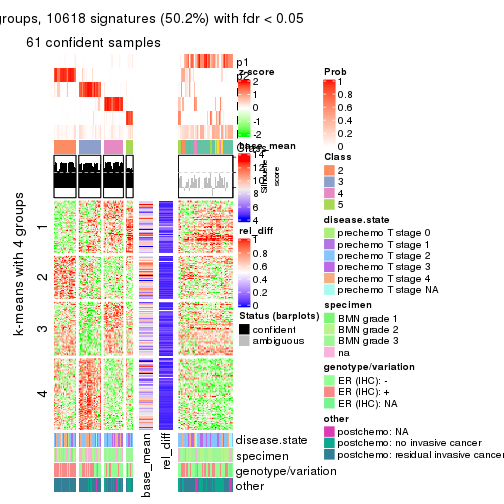 groups, 10618 signatures (50.2%) with fdr < 0.05
61 confident samples
p1
p2
z-score
2
1
0
-1
-2
Class
base_mean
14
12
10
8
6
4
Silhouette
score
rel_diff
1
0.8
0.6
0.4
0.2
0
Status (barplots)
confident
ambiguous
k-means with 4 groups
1
2
3
4
base_mean
rel_diff
disease.state
specimen
genotype/variation
other
Prob
1
0.8
0.6
0.4
0.2
0
Class
2
3
4
5
disease.state
prechemo T stage 0
prechemo T stage 1
prechemo T stage 2
prechemo T stage 3
prechemo T stage 4
prechemo T stage NA
specimen
BMN grade 1
BMN grade 2
BMN grade 3
na
genotype/variation
ER (IHC): -
ER (IHC): +
ER (IHC): NA
other
postchemo: NA
postchemo: no invasive cancer
postchemo: residual invasive cancer